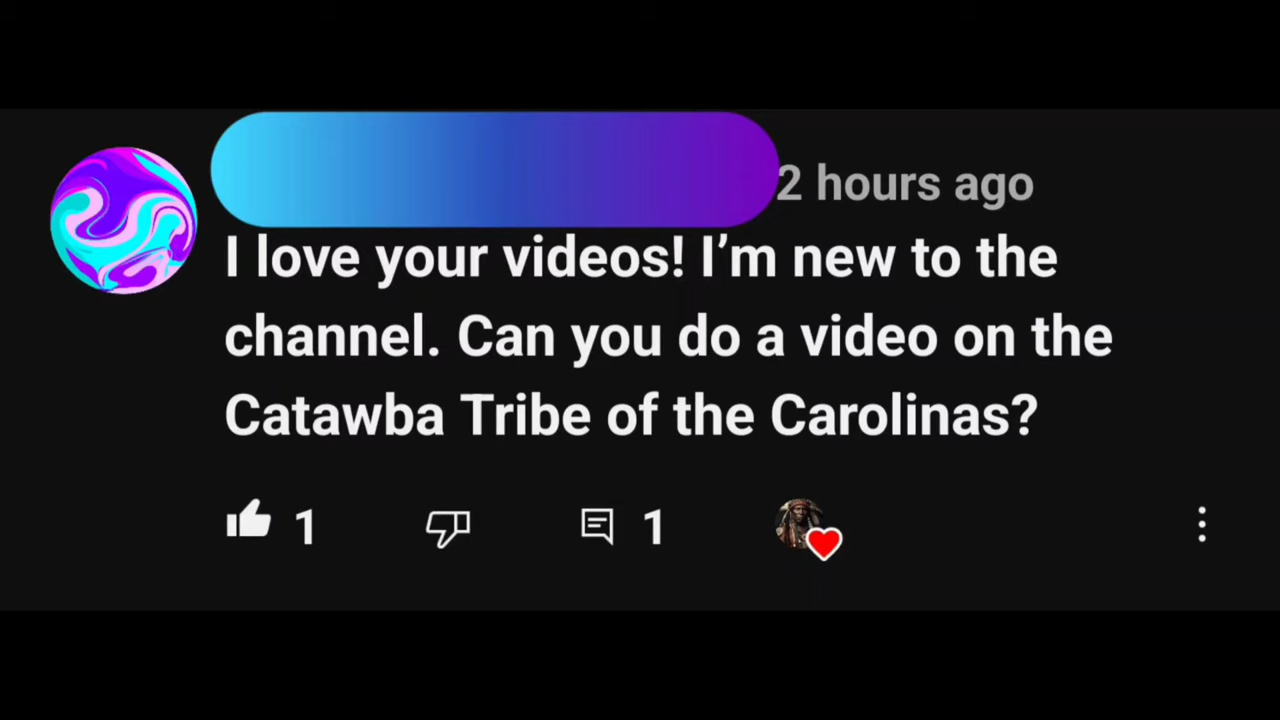 2 hours ago
I love your videos! I’m new to the
channel. Can you do a video on the
Catawba Tribe of the Carolinas?
1 1